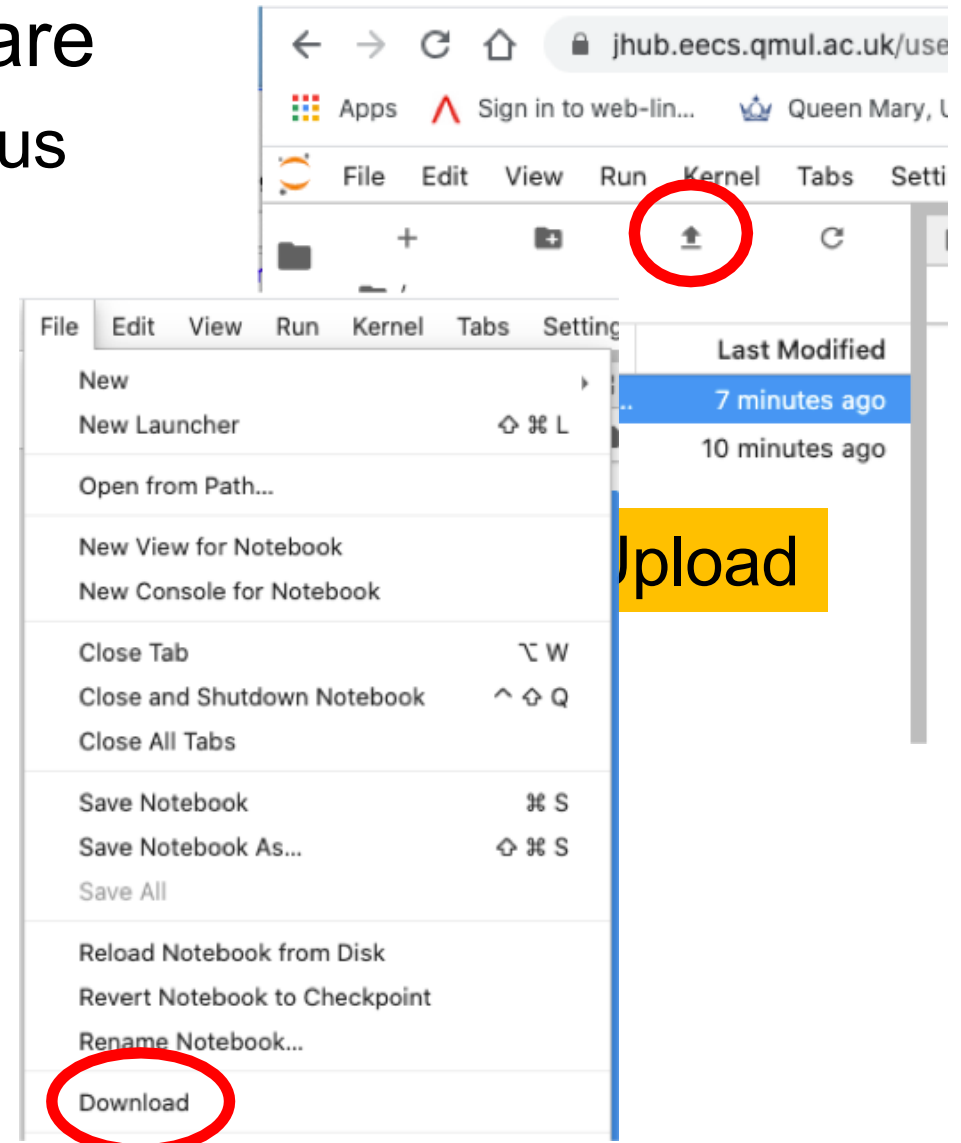 are
us
jhub.eecs.qmul.ac.uk/use
Apps Sign in to web-lin... Queen Mary, U
File Edit View Run Kernel Tabs Setti
/
Last Modified
7 minutes ago
10 minutes ago
Upload
File Edit View Run Kernel Tabs Setting
New
New Launcher ⇧ ⌘ L
Open from Path...
New View for Notebook
New Console for Notebook
Close Tab ⌥ W
Close and Shutdown Notebook ^ ⇧ Q
Close All Tabs
Save Notebook ⌘ S
Save Notebook As... ⇧ ⌘ S
Save All
Reload Notebook from Disk
Revert Notebook to Checkpoint
Rename Notebook...
Download